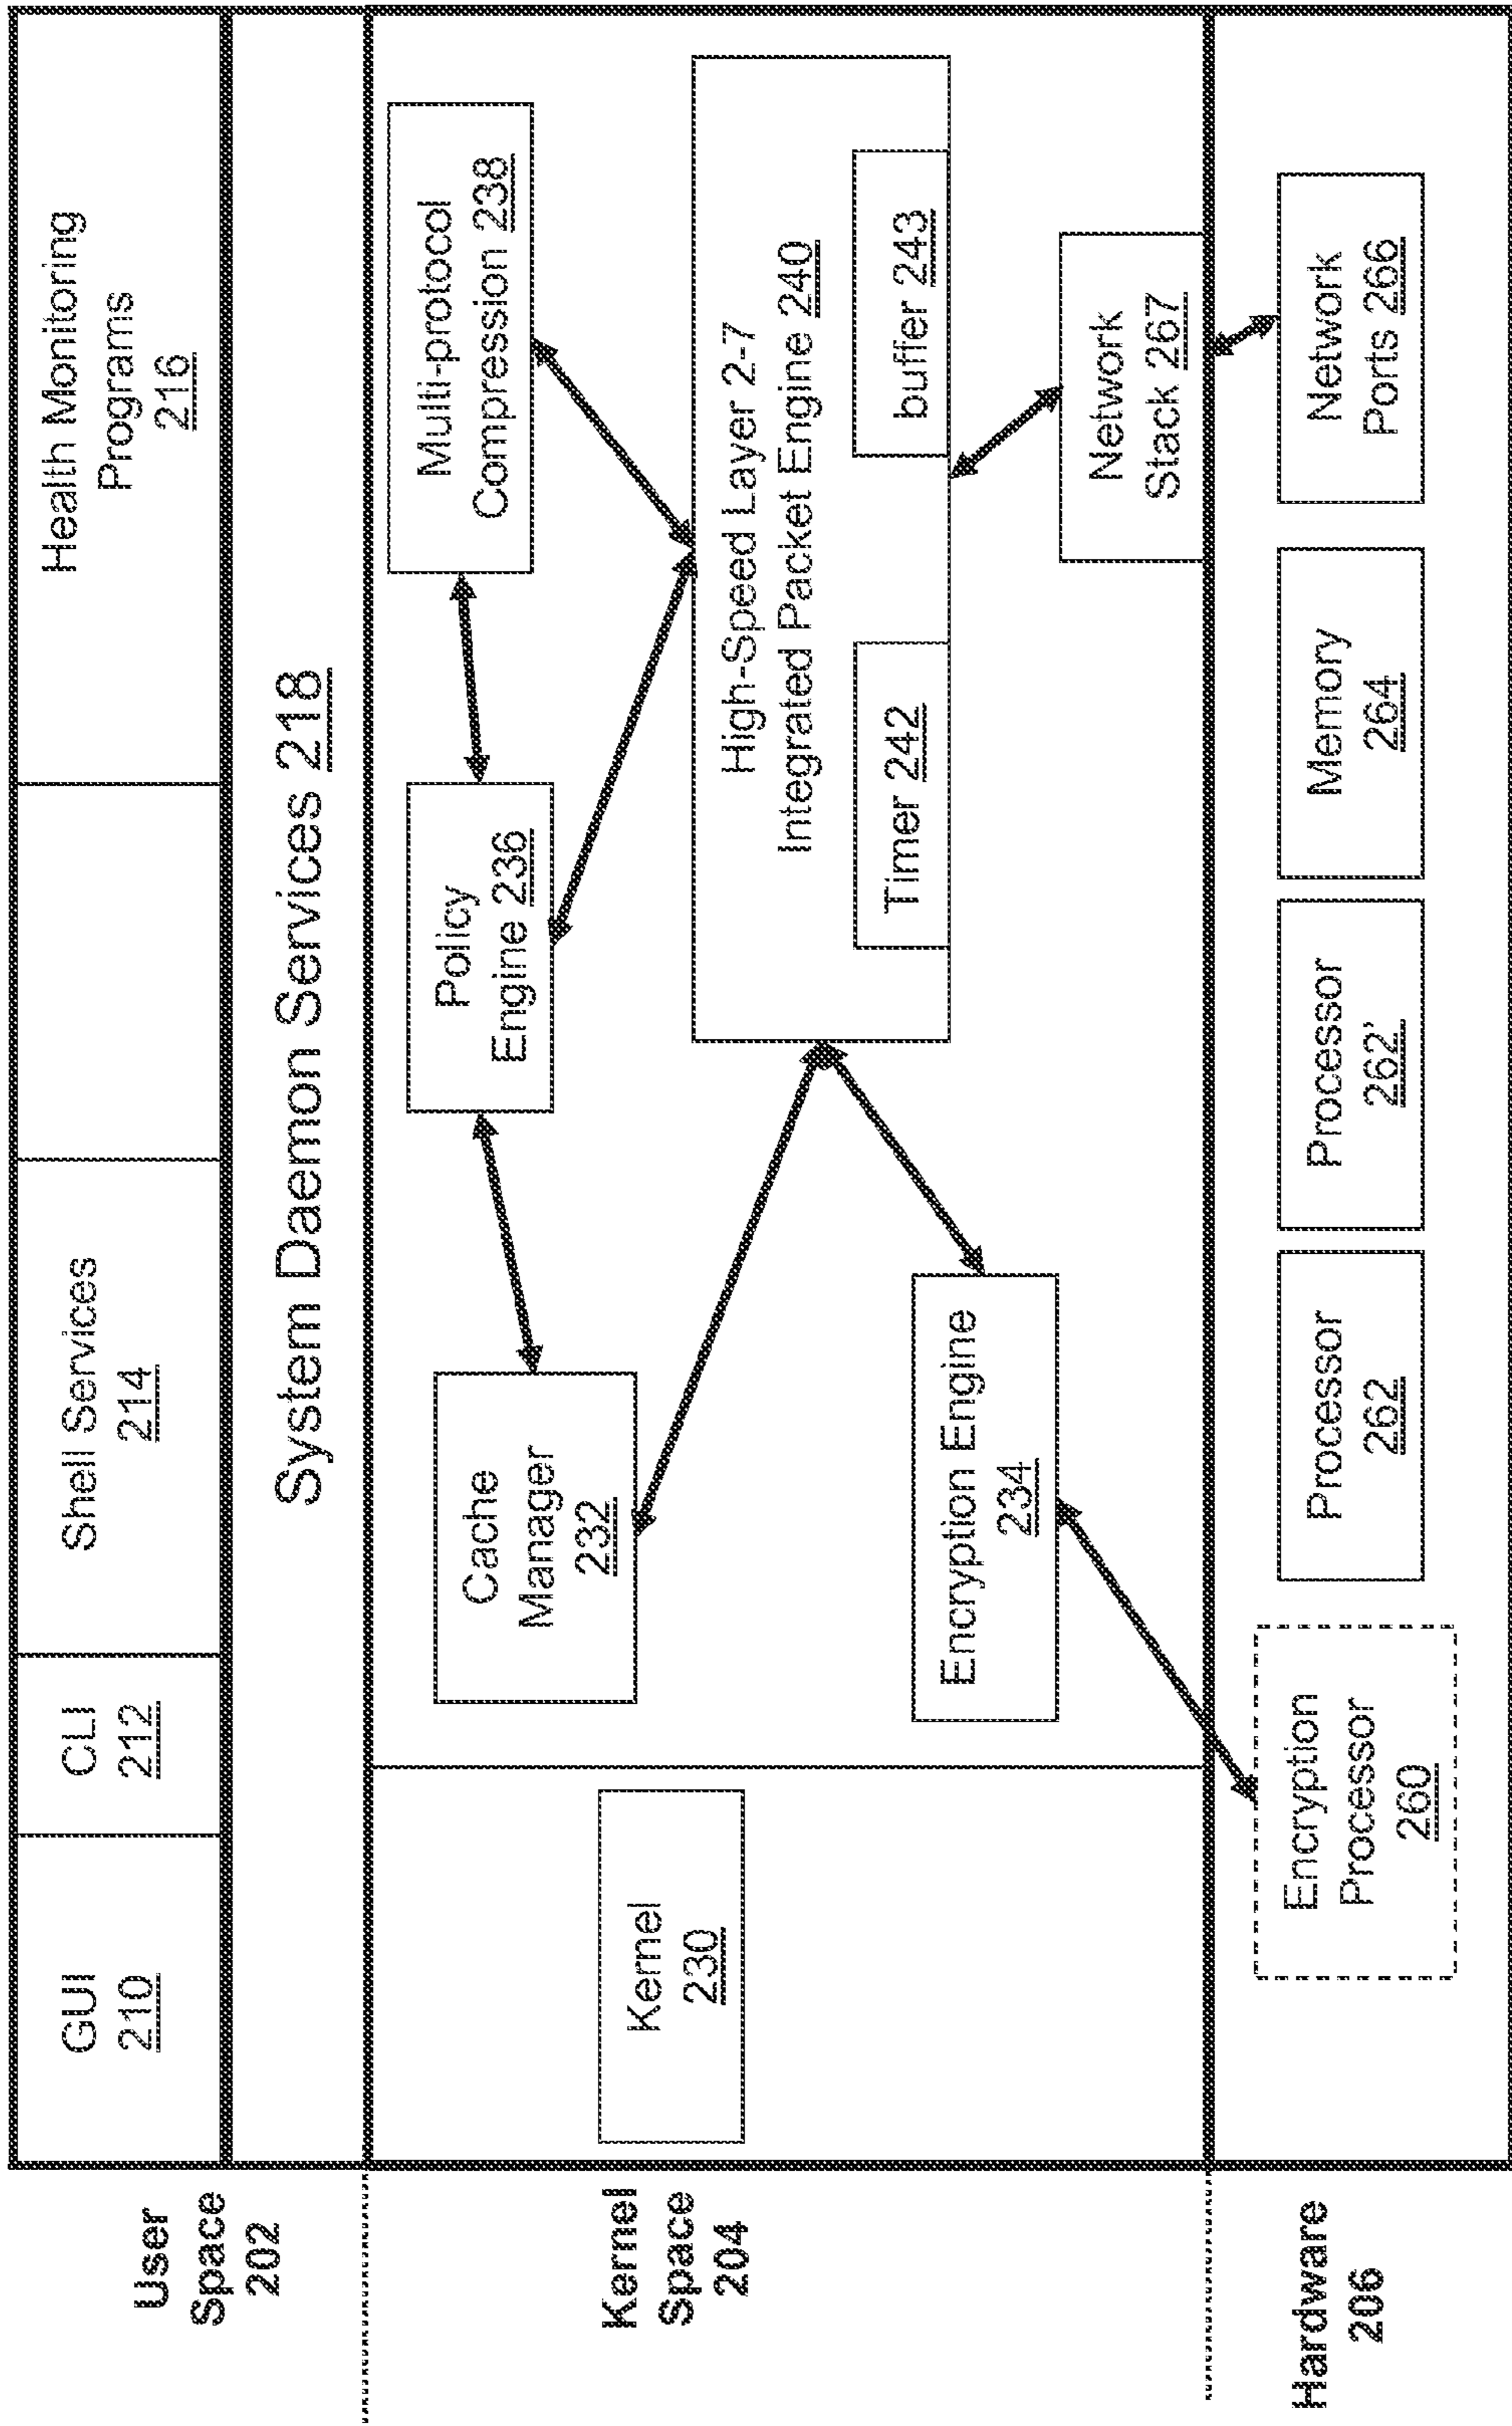 User
Space
202
GUI
210
CLI
212
Shell Services
214
Health Monitoring
Programs
216
System Daemon Services 218
Kernel
Space
204
Kernel
230
Cache
Manager
232
Policy
Engine 236
Multi-protocol
Compression 238
High-Speed Layer 2-7
Integrated Packet Engine 240
Timer 242
buffer 243
Encryption Engine
234
Network
Stack 267
Hardware
206
Encryption
Processor
260
Processor
262
Processor
262'
Memory
264
Network
Ports 266